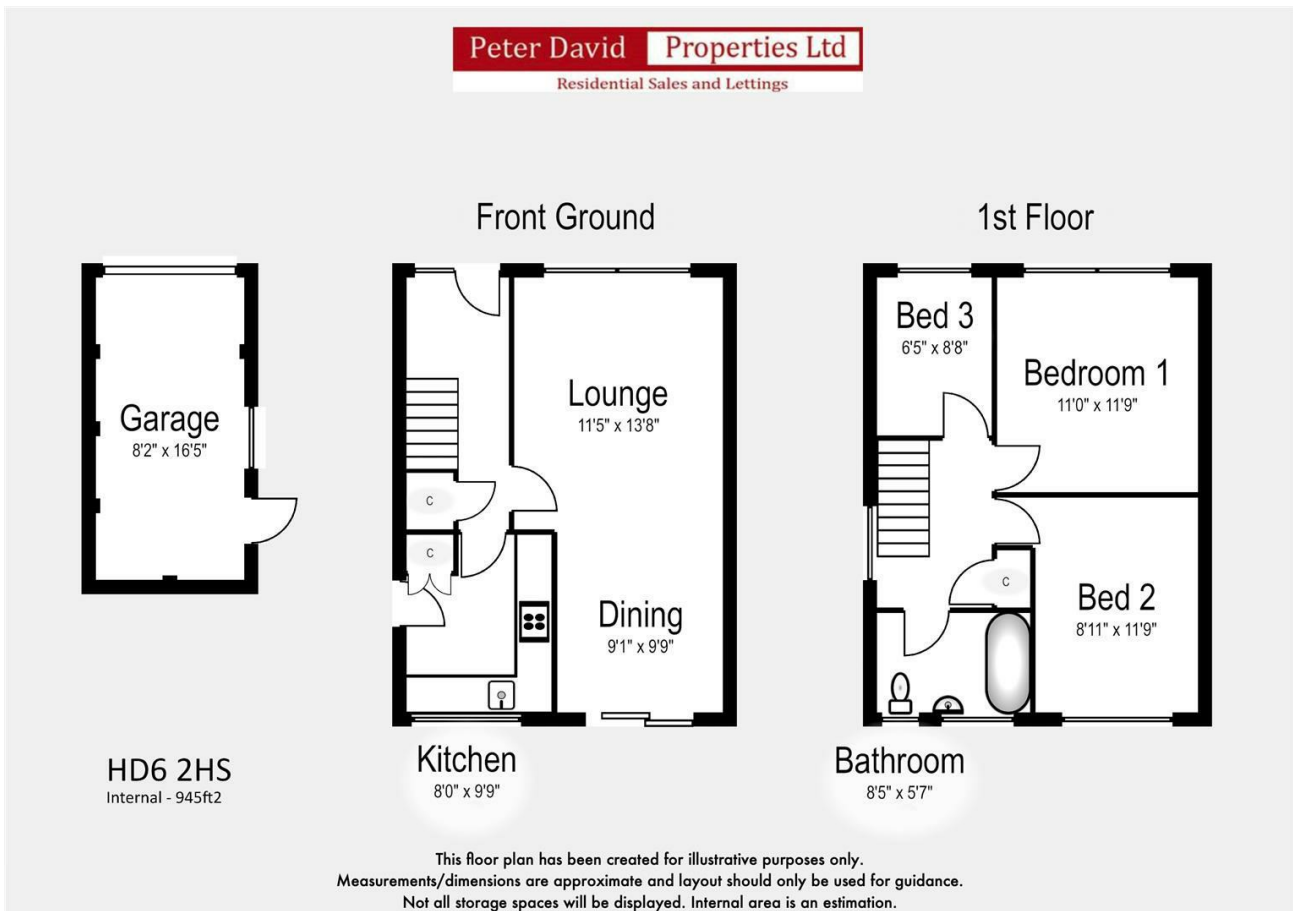 Peter David Properties Ltd
Residential Sales and Lettings
Front Ground
1st Floor
Garage
8'2" x 16'5"
Lounge
11'5" x 13'8"
C
C
Dining
9'1" x 9'9"
Kitchen
8'0" x 9'9"
Bed 3
6'5" x 8'8"
Bedroom 1
11'0" x 11'9"
C
Bed 2
8'11" x 11'9"
Bathroom
8'5" x 5'7"
HD6 2HS
Internal - 945ft2
This floor plan has been created for illustrative purposes only.
Measurements/dimensions are approximate and layout should only be used for guidance.
Not all storage spaces will be displayed. Internal area is an estimation.